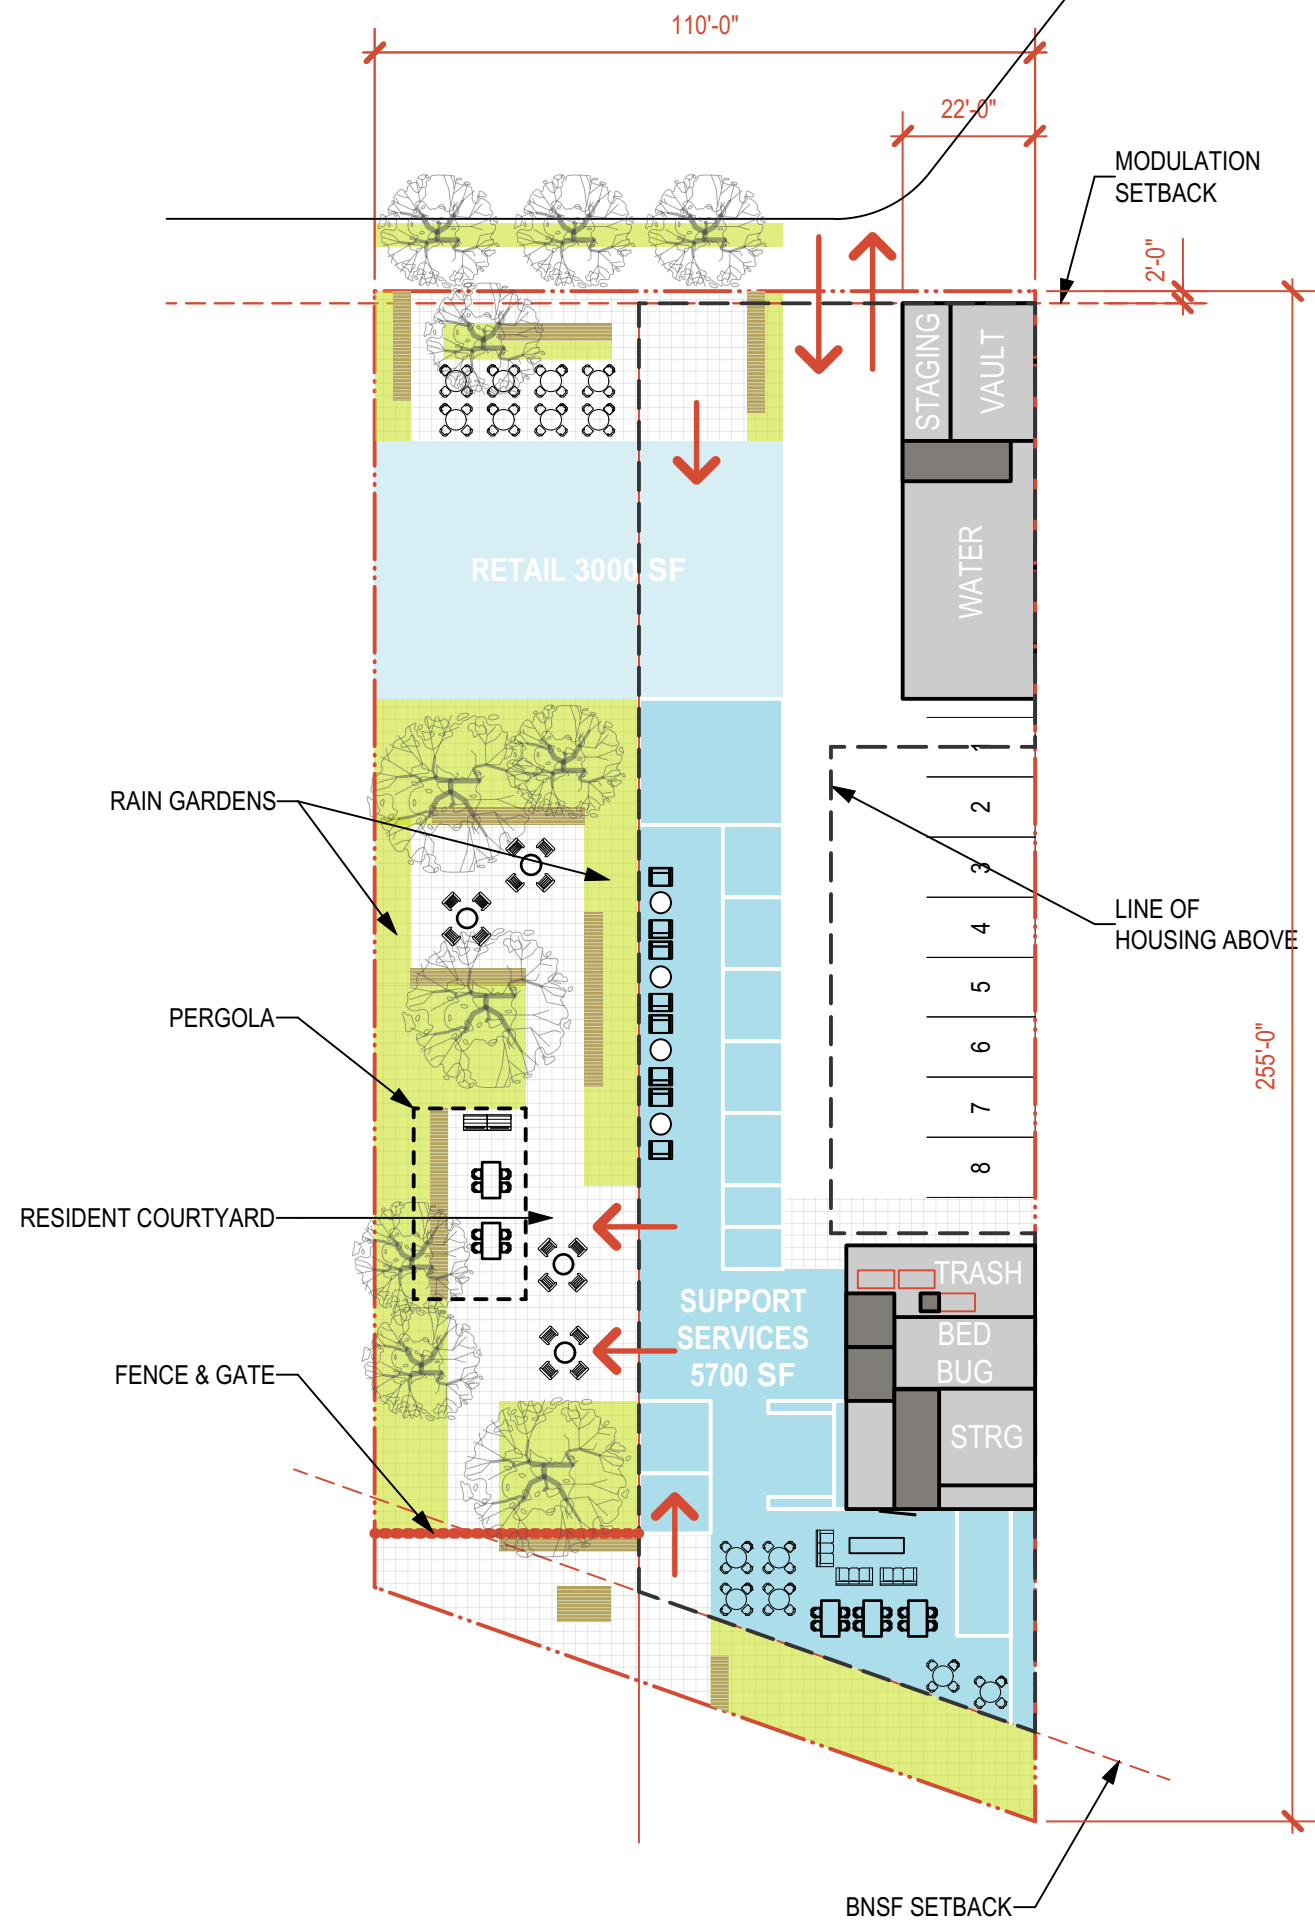 110'-0"
22'-0"
MODULATION
SETBACK
2'-0"
STAGING
VAULT
WATER
RETAIL 3000 SF
1
2
3
4
5
6
7
8
RAIN GARDENS
LINE OF
HOUSING ABOVE
PERGOLA
255'-0"
RESIDENT COURTYARD
TRASH
SUPPORT
SERVICES
5700 SF
BED
BUG
FENCE & GATE
STRG
BNSF SETBACK